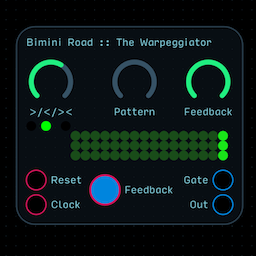 Bimini Road :: The Warpeggiator
>/</>< Pattern Feedback
Reset Feedback Gate
Clock Out